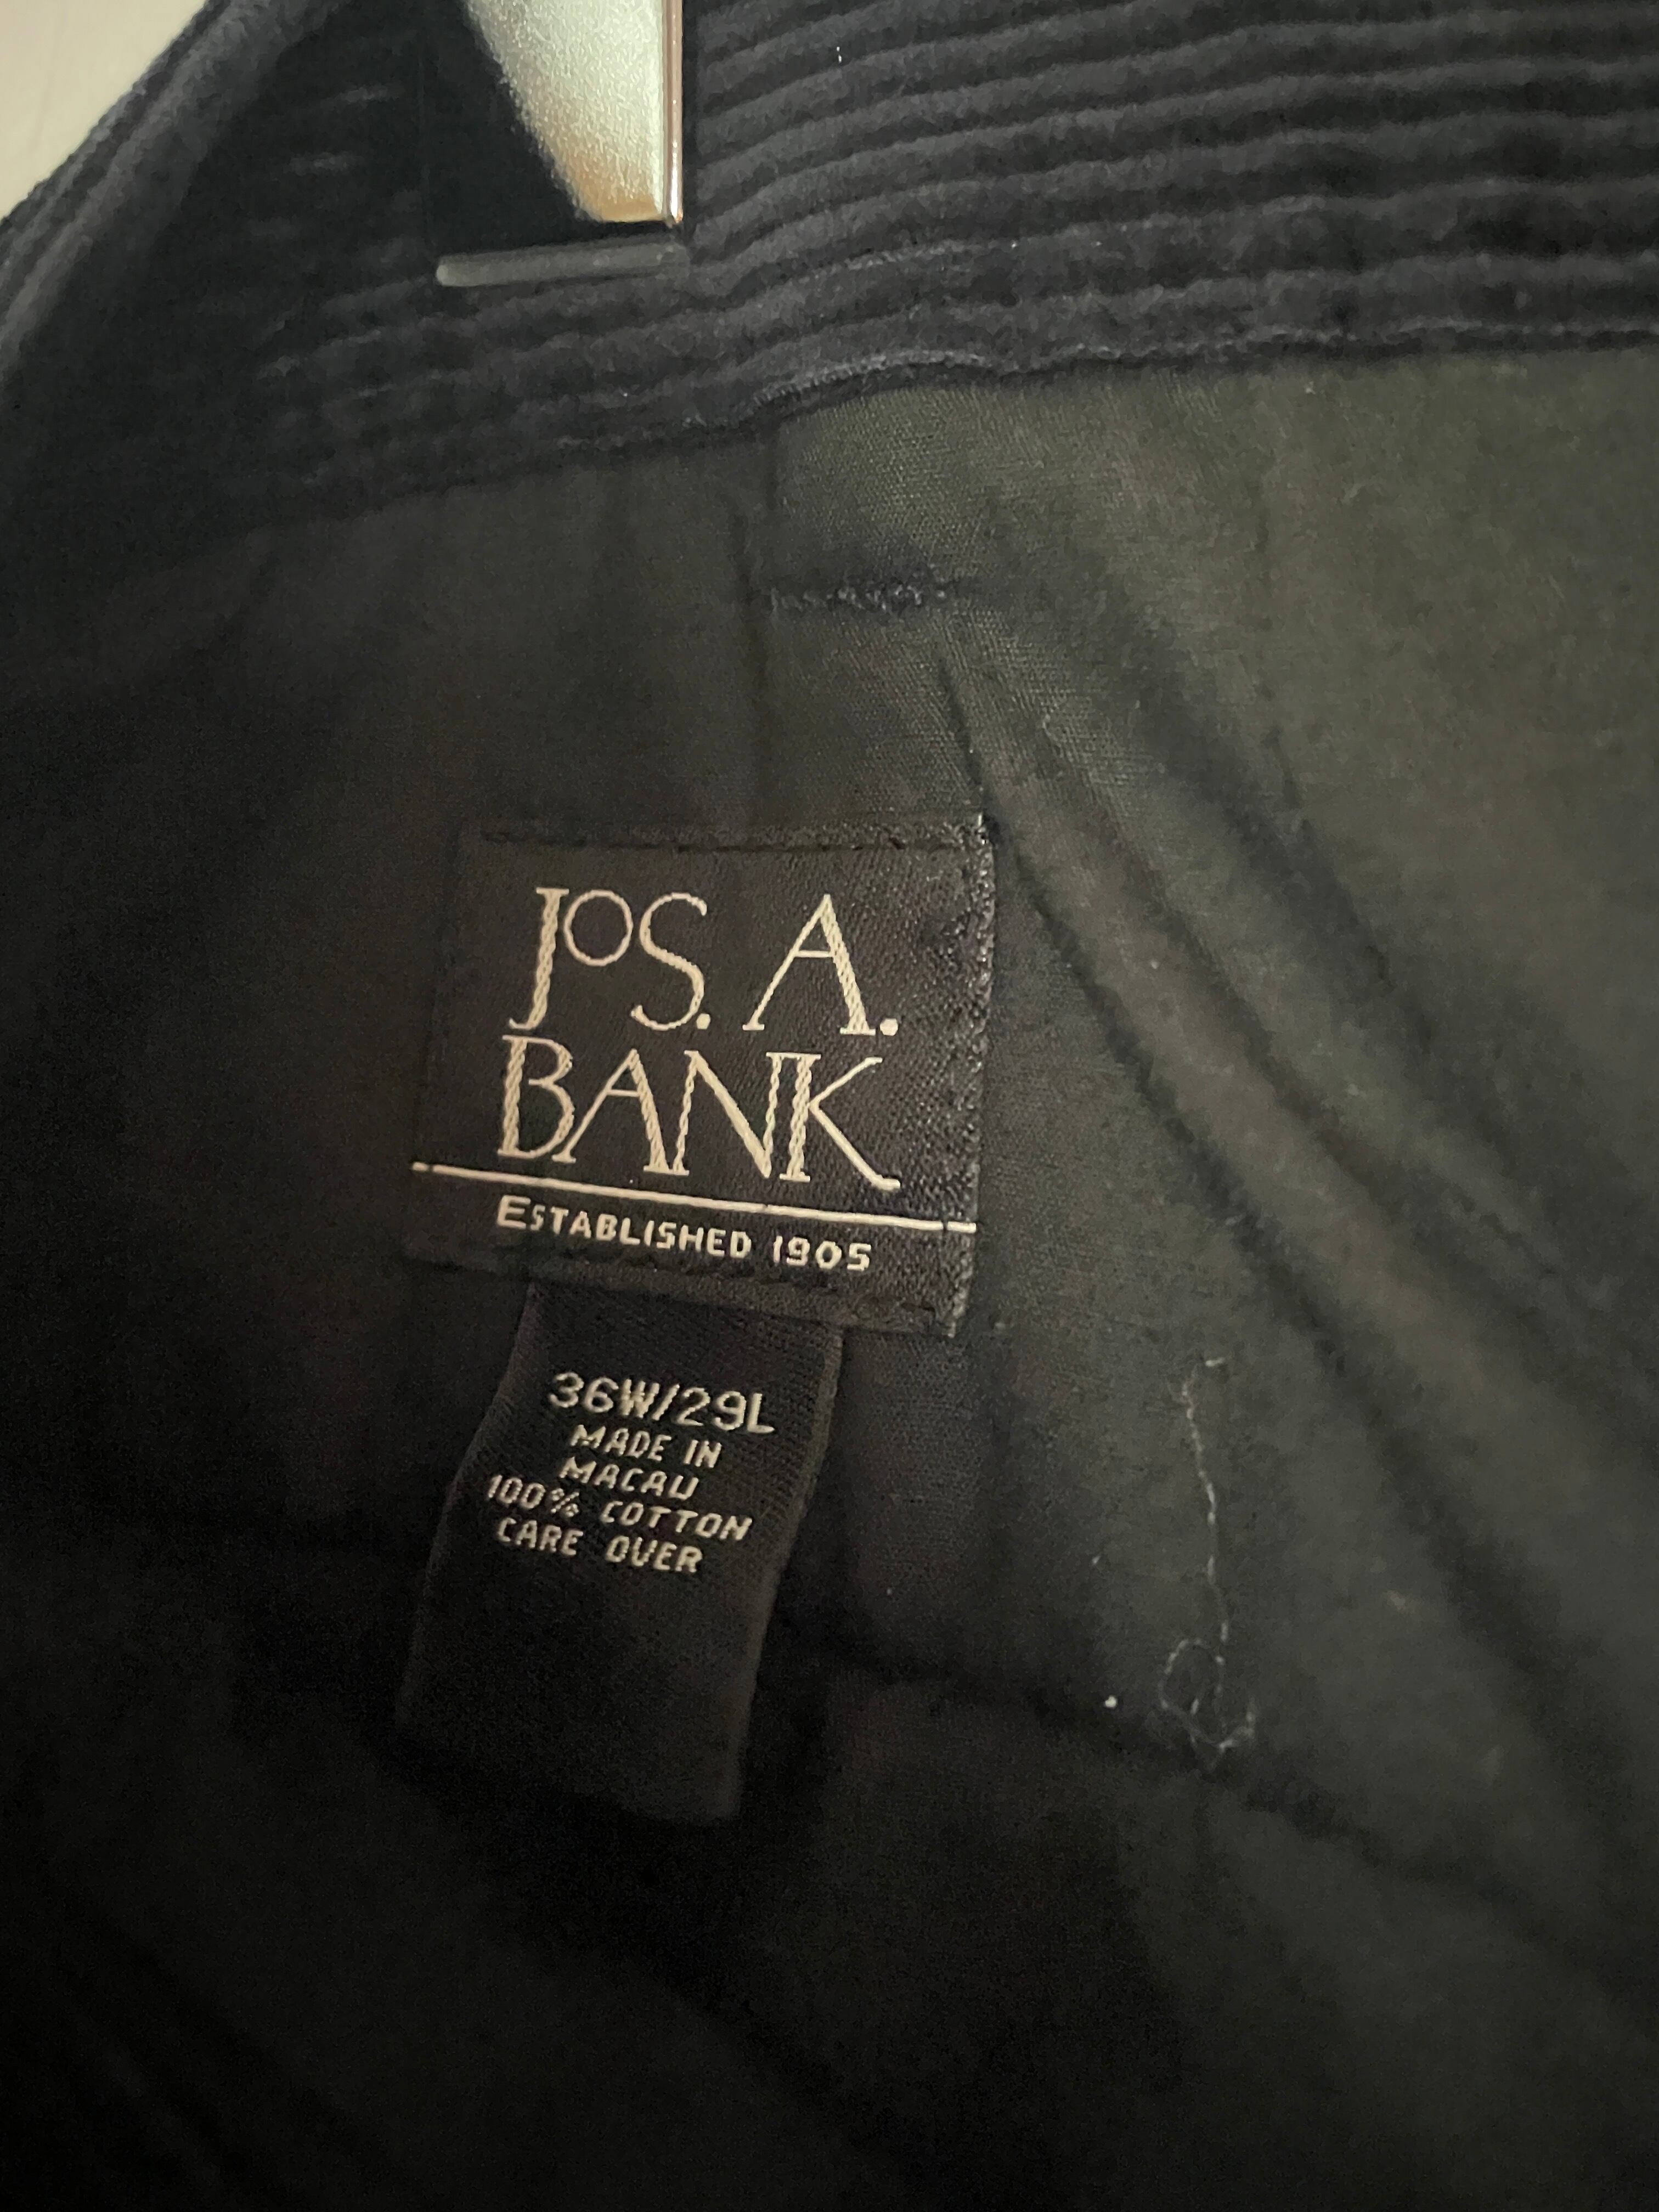 JOS. A.
BANK
ESTABLISHED 1905
36W/29L
MADE IN
MACAU
100% COTTON
CARE OVER